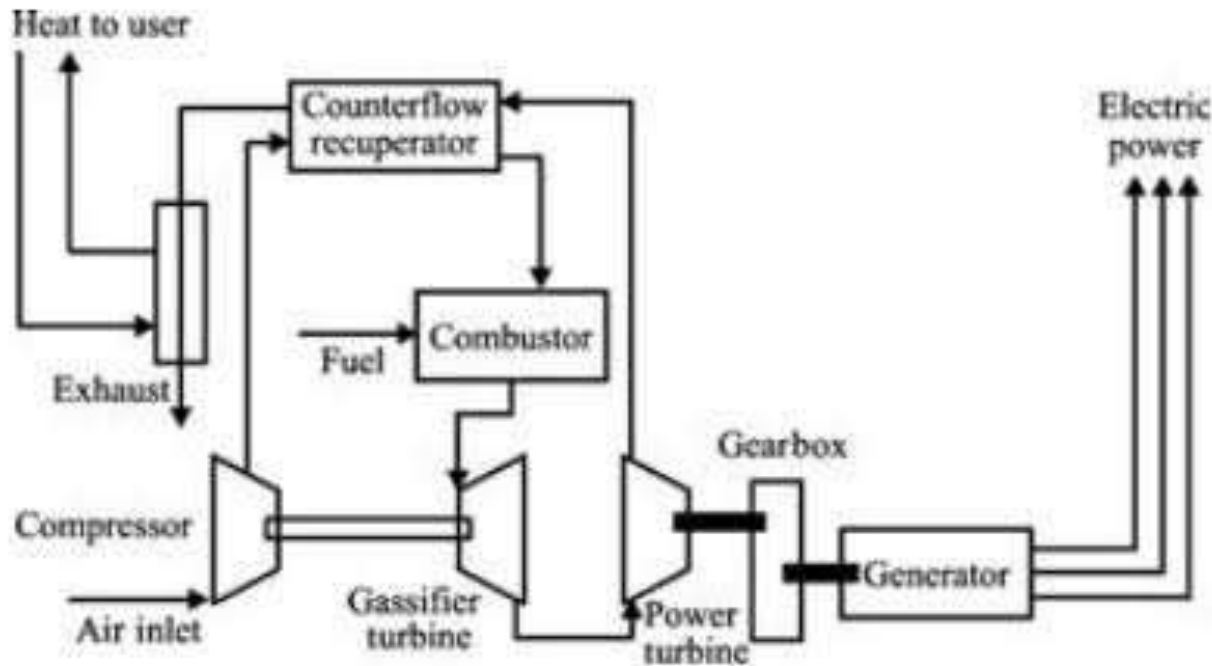 Heat to user
Counterflow
recuperator
Electric
power
Combustor
Fuel
Exhaust
Gearbox
Compressor
Generator
Gassifier
turbine
Air inlet
Power
turbine